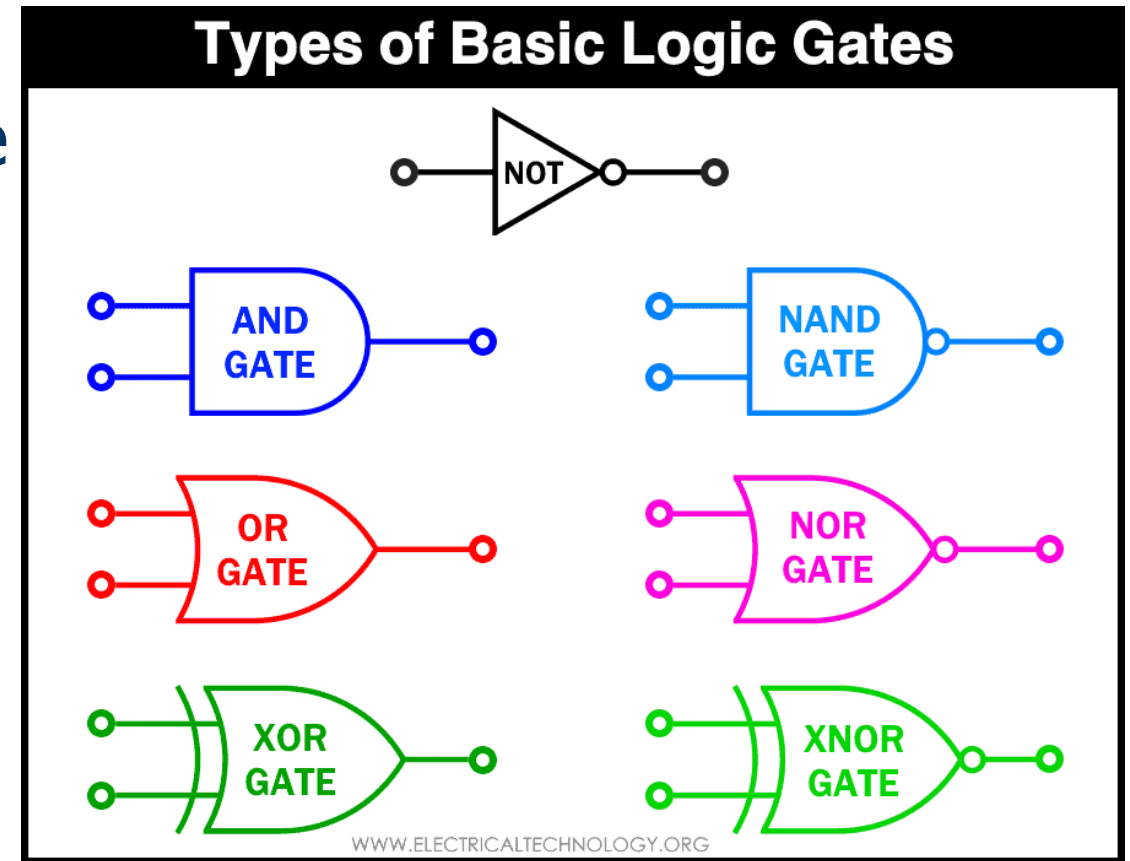 Types of Basic Logic Gates
e
NOT
AND
GATE
NAND
GATE
OR
GATE
NOR
GATE
XOR
GATE
XNOR
GATE
WWW.ELECTRICALTECHNOLOGY.ORG